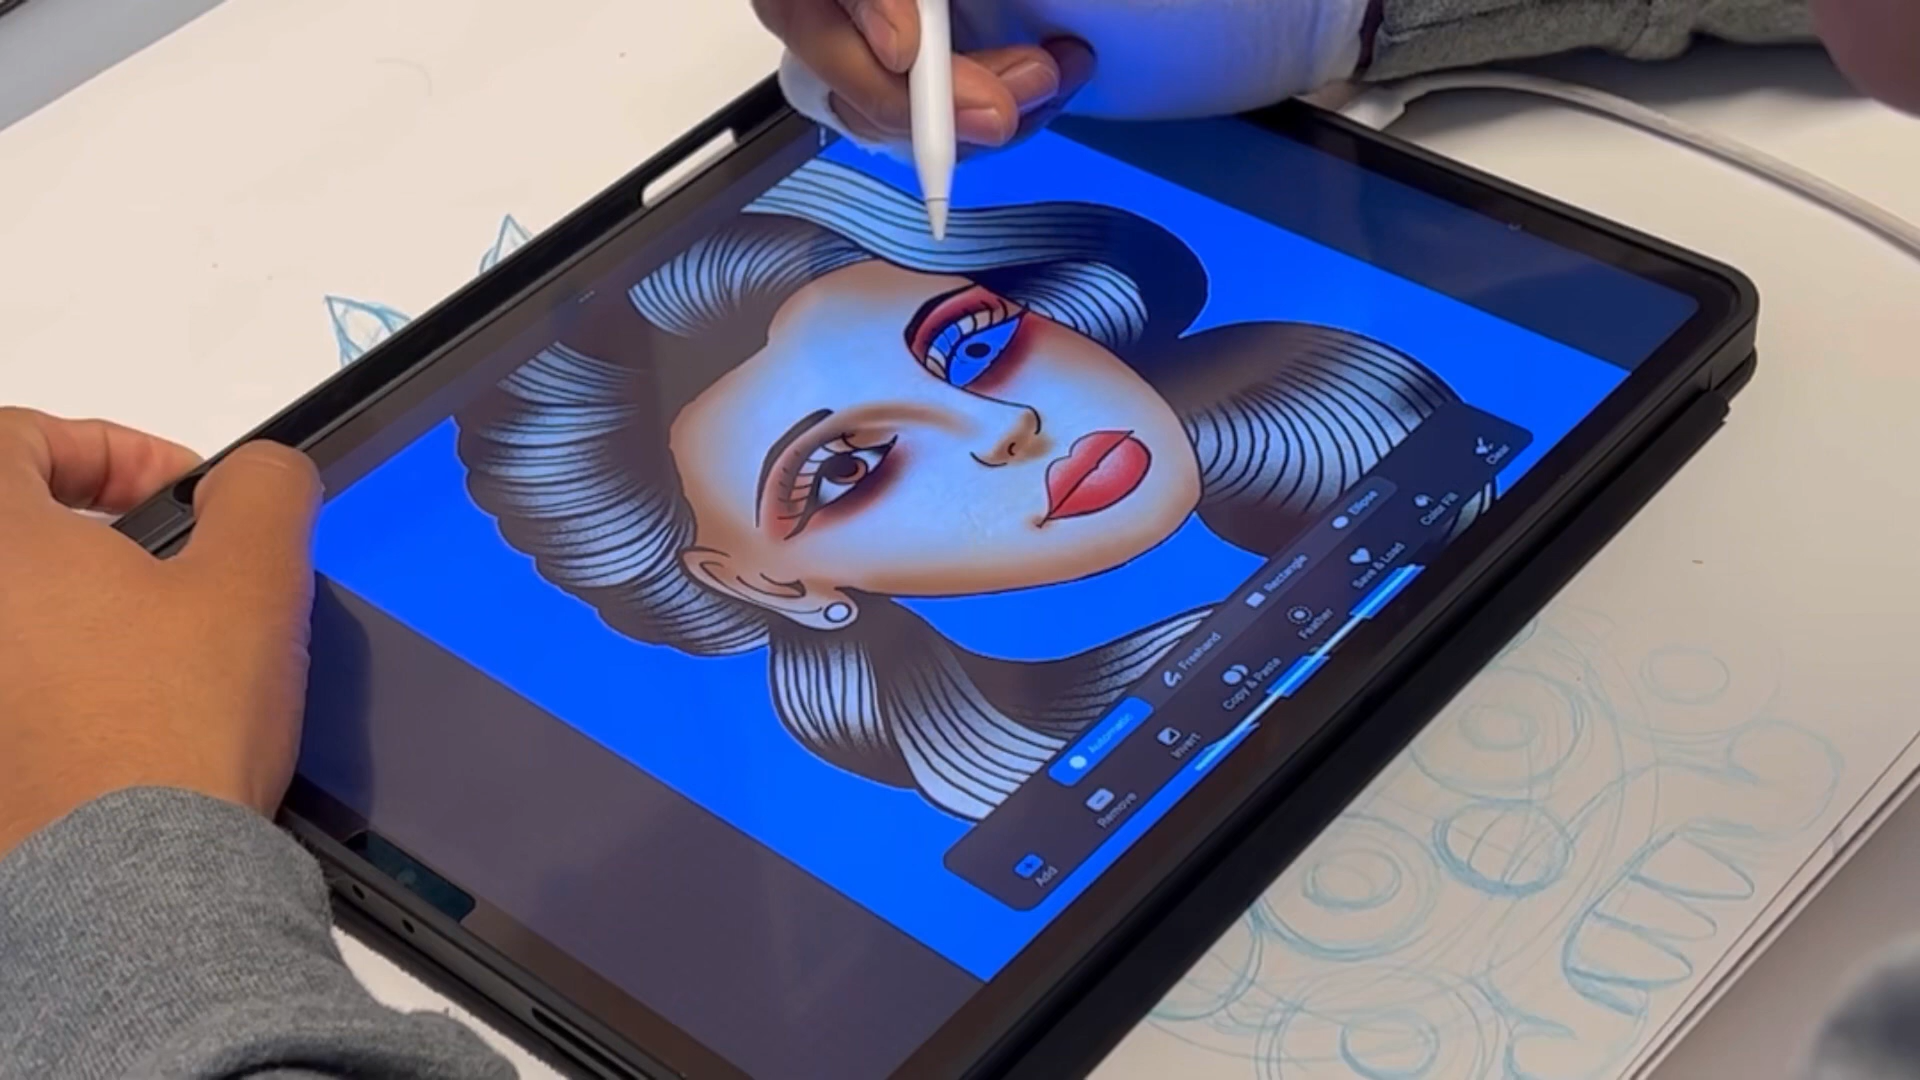 Automatic Freehand Rectangle Ellipse
Add Remove Invert Copy & Paste Feather Save & Load Color Fill Clear